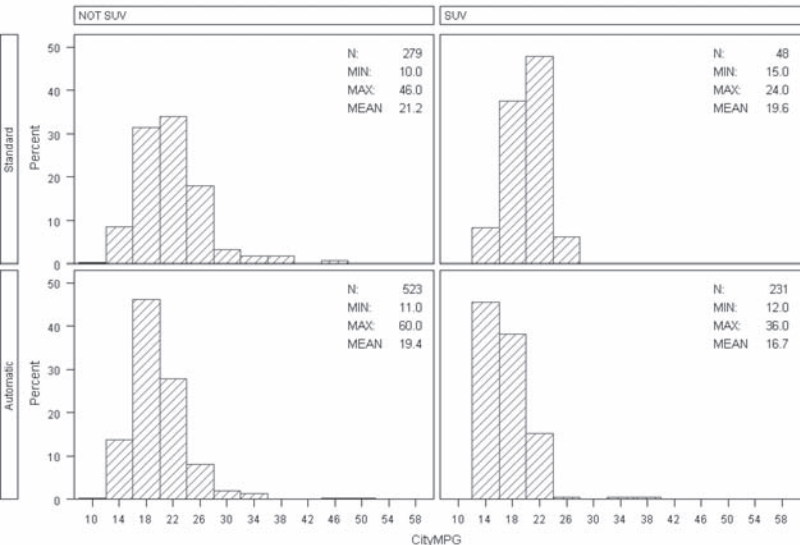 NOT SUV
SUV
Standard
Percent
50
40
30
20
10
0
N: 279
MIN: 10.0
MAX: 46.0
MEAN 21.2
N: 48
MIN: 15.0
MAX: 24.0
MEAN 19.6
Automatic
Percent
50
40
30
20
10
0
N: 523
MIN: 11.0
MAX: 60.0
MEAN 19.4
N: 231
MIN: 12.0
MAX: 36.0
MEAN 16.7
10 14 18 22 26 30 34 38 42 46 50 54 58
10 14 18 22 26 30 34 38 42 46 50 54 58
CityMPG